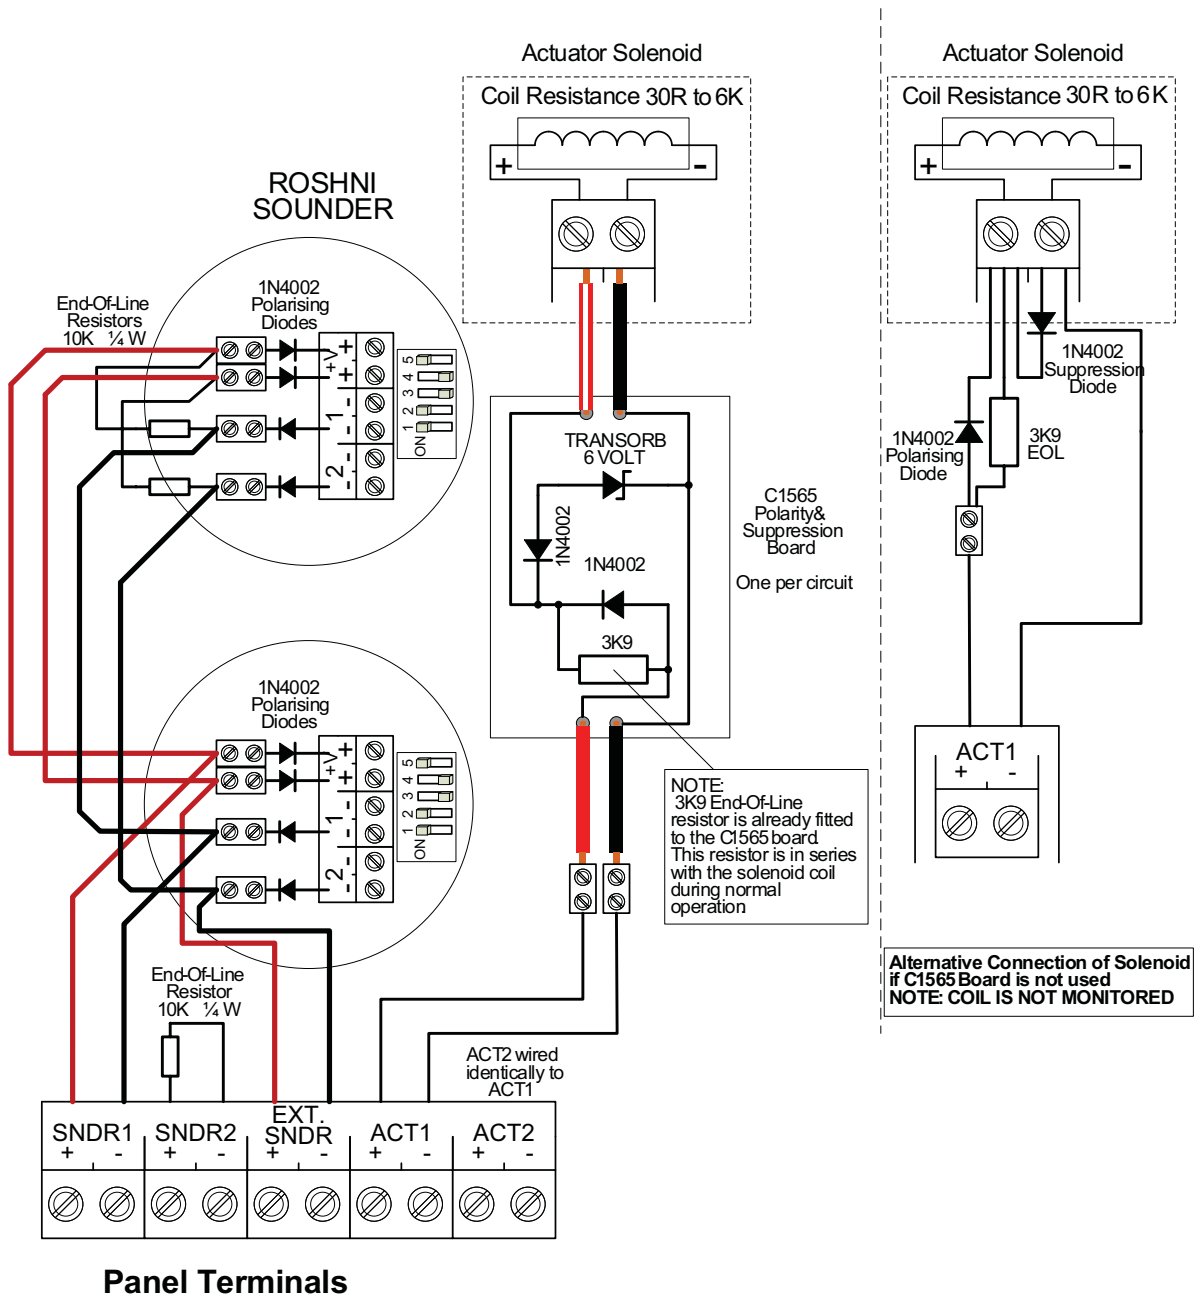 Actuator Solenoid
Coil Resistance 30R to 6K
+ -
Actuator Solenoid
Coil Resistance 30R to 6K
+ -
ROSHNI
SOUNDER
End-Of-Line
Resistors
10K ¼ W
1N4002
Polarising
Diodes
+V
+
+
1
-
-
2
-
-
5
4
3
2
1
ON
TRANSORB
6 VOLT
1N4002
1N4002
3K9
C1565
Polarity&
Suppression
Board
One per circuit
1N4002
Suppression
Diode
1N4002
Polarising
Diode
3K9
EOL
1N4002
Polarising
Diodes
+V
+
+
1
-
-
2
-
-
5
4
3
2
1
ON
NOTE:
3K9 End-Of-Line
resistor is already fitted
to the C1565 board.
This resistor is in series
with the solenoid coil
during normal
operation.
ACT1
+ -
Alternative Connection of Solenoid
if C1565 Board is not used
NOTE: COIL IS NOT MONITORED
End-Of-Line
Resistor
10K ¼ W
ACT2 wired
identically to
ACT1
SNDR1
+ -
SNDR2
+ -
EXT.
SNDR
+ -
ACT1
+ -
ACT2
+ -
Panel Terminals